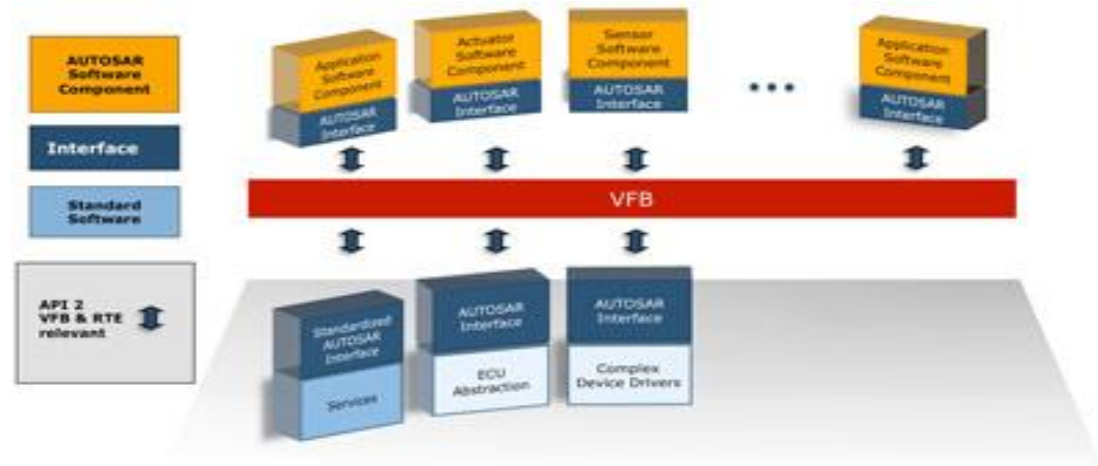 AUTOSAR
Software
Component
Interface
Standard
Software
API 2
VFB & RTE
relevant
Application
Software
Component
AUTOSAR
Interface
Actuator
Software
Component
AUTOSAR
Interface
Sensor
Software
Component
AUTOSAR
Interface
...
Application
Software
Component
AUTOSAR
Interface
VFB
Standardized
AUTOSAR
Interface
Services
AUTOSAR
Interface
ECU
Abstraction
AUTOSAR
Interface
Complex
Device Drivers